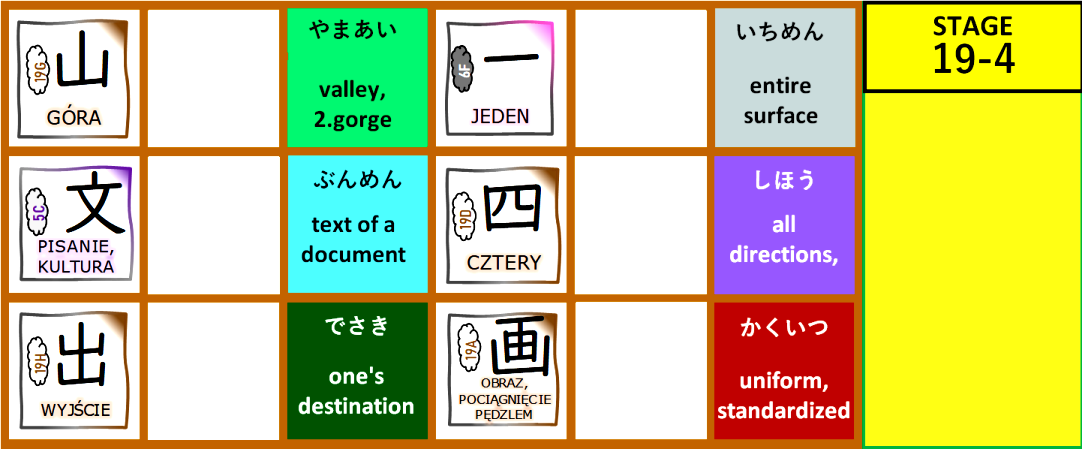 山
19G
GÓRA
やまあい
valley,
2.gorge
一
6F
JEDEN
いちめん
entire
surface
STAGE
19-4
文
5C
PISANIE,
KULTURA
ぶんめん
text of a
document
四
19D
CZTERY
しほう
all
directions,
出
19H
WYJŚCIE
でさき
one's
destination
画
19A
OBRAZ,
POCIĄGNIĘCIE
PĘDZLEM
かくいつ
uniform,
standardized